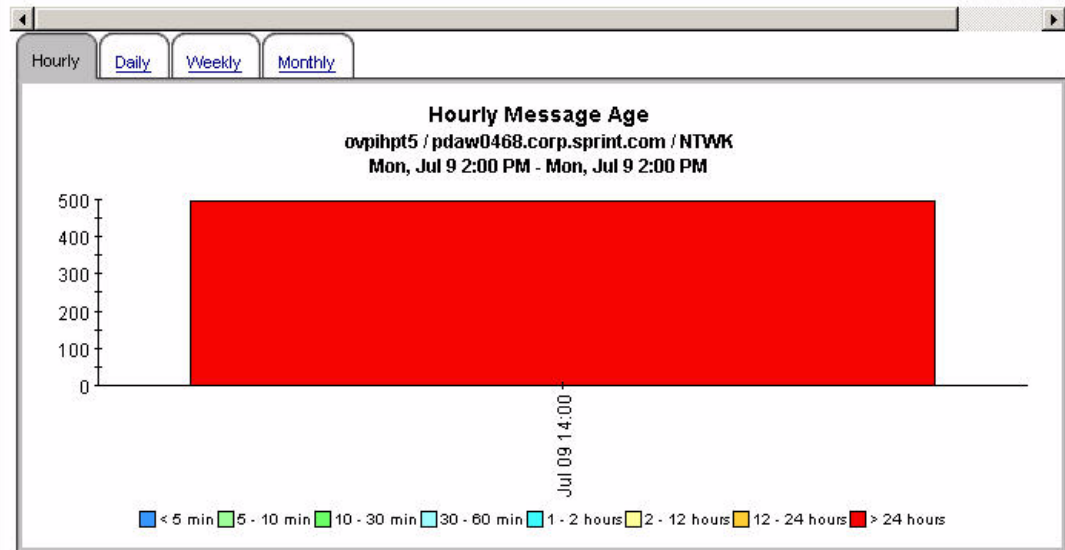 Hourly Daily Weekly Monthly
Hourly Message Age
ovpihpt5 / pdaw0468.corp.sprint.com / NTWK
Mon, Jul 9 2:00 PM - Mon, Jul 9 2:00 PM
500
400
300
200
100
0
Jul 09 14:00
< 5 min 5 - 10 min 10 - 30 min 30 - 60 min 1 - 2 hours 2 - 12 hours 12 - 24 hours > 24 hours